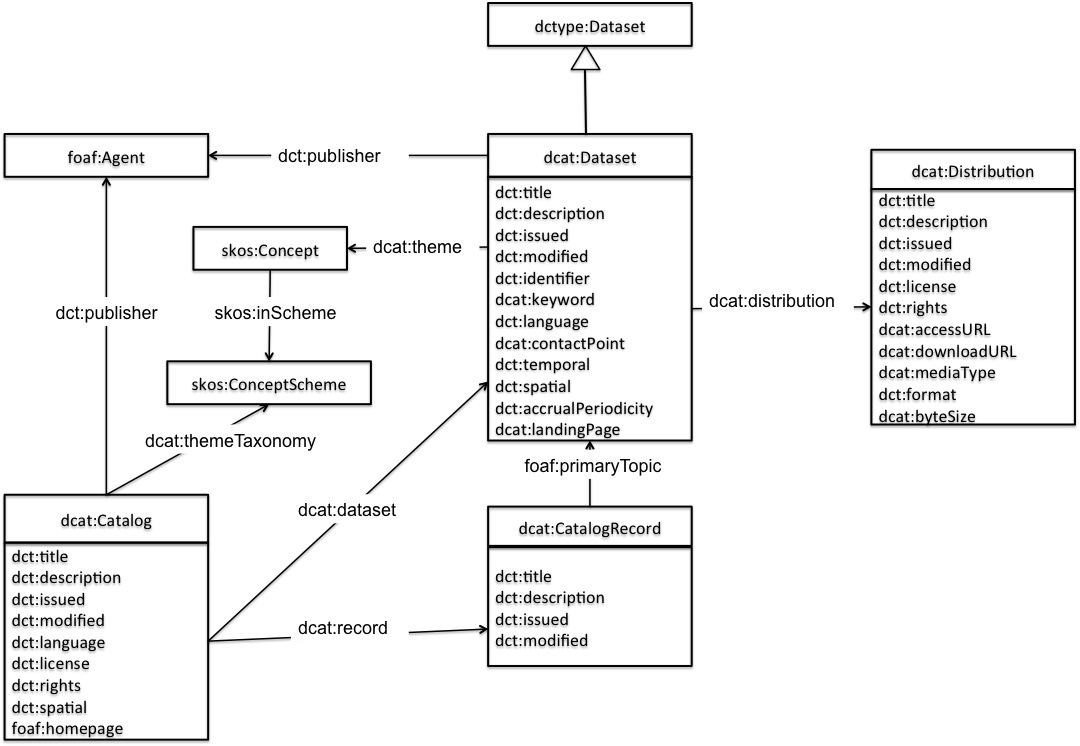 dctype:Dataset
foaf:Agent
dct:publisher
dcat:Dataset
dct:title
dct:description
dct:issued
dct:modified
dct:identifier
dcat:keyword
dct:language
dcat:contactPoint
dct:temporal
dct:spatial
dct:accrualPeriodicity
dcat:landingPage
dcat:Distribution
dct:title
dct:description
dct:issued
dct:modified
dct:license
dct:rights
dcat:accessURL
dcat:downloadURL
dcat:mediaType
dct:format
dcat:byteSize
skos:Concept
dcat:theme
dct:publisher
skos:inScheme
dcat:distribution
skos:ConceptScheme
dcat:themeTaxonomy
foaf:primaryTopic
dcat:dataset
dcat:Catalog
dct:title
dct:description
dct:issued
dct:modified
dct:language
dct:license
dct:rights
dct:spatial
foaf:homepage
dcat:record
dcat:CatalogRecord
dct:title
dct:description
dct:issued
dct:modified